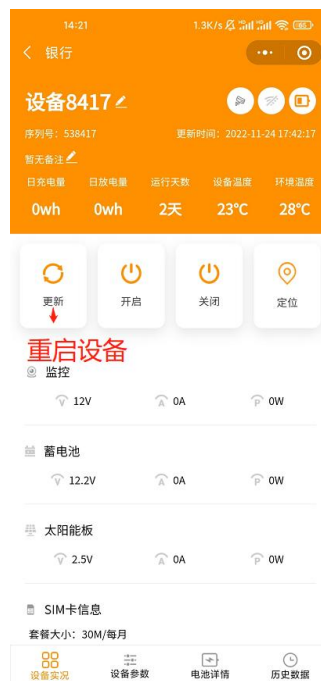 14:21
1.3K/s
银行
设备8417
序列号：538417
更新时间：2022-11-24 17:42:17
暂无备注
日充电量 日放电量 运行天数 设备温度 环境温度
0wh 0wh 2天 23℃ 28℃
更新 开启 关闭 定位
重启设备
监控
V 12V A 0A P 0W
蓄电池
V 12.2V A 0A P 0W
太阳能板
V 2.5V A 0A P 0W
SIM卡信息
套餐大小：30M/每月
设备实况 设备参数 电池详情 历史数据